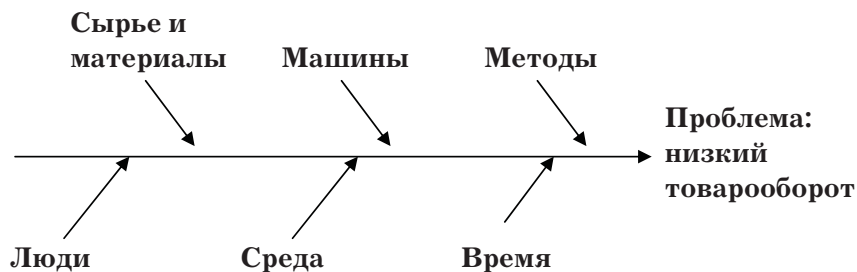 Сырье и
материалы
Машины
Методы
Проблема:
низкий
товарооборот
Люди
Среда
Время